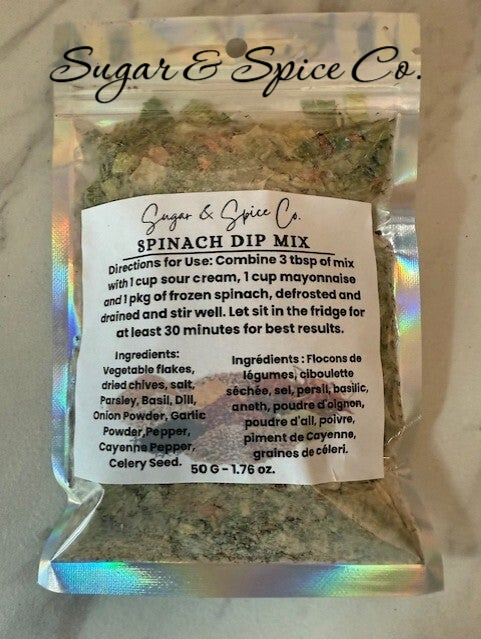 Sugar & Spice Co.
Sugar & Spice Co.
SPINACH DIP MIX
Directions for Use: Combine 3 tbsp of mix
with 1 cup sour cream, 1 cup mayonnaise
and 1 pkg of frozen spinach, defrosted and
drained and stir well. Let sit in the fridge for
at least 30 minutes for best results.
Ingredients:
Vegetable flakes,
dried chives, salt,
Parsley, Basil, Dill,
Onion Powder, Garlic
Powder,Pepper,
Cayenne Pepper,
Celery Seed.
Ingrédients : Flocons de
légumes, ciboulette
séchée, sel, persil, basilic,
aneth, poudre d'oignon,
poudre d'ail, poivre,
piment de Cayenne,
graines de céleri.
50 G - 1.76 oz.